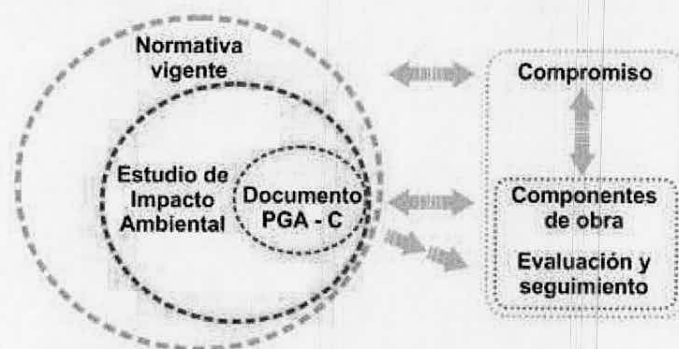 Normativa
vigente
Estudio de
Impacto
Ambiental
Documento
PGA - C
Compromiso
Componentes
de obra
Evaluación y
seguimiento